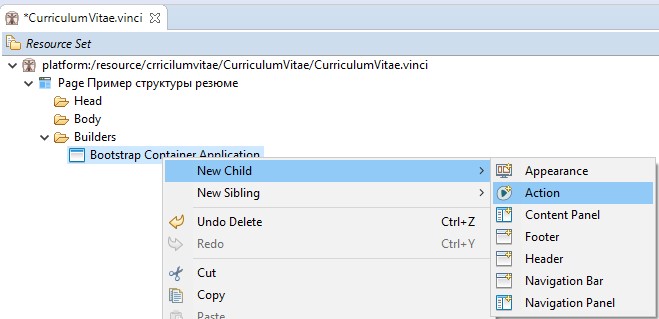 *CurriculumVitae.vinci
Resource Set
platform:/resource/crricilumvitae/CurriculumVitae/CurriculumVitae.vinci
Page Пример структуры резюме
Head
Body
Builders
Bootstrap Container Application
New Child
New Sibling
Undo Delete Ctrl+Z
Redo Ctrl+Y
Cut
Copy
Paste
Appearance
Action
Content Panel
Footer
Header
Navigation Bar
Navigation Panel